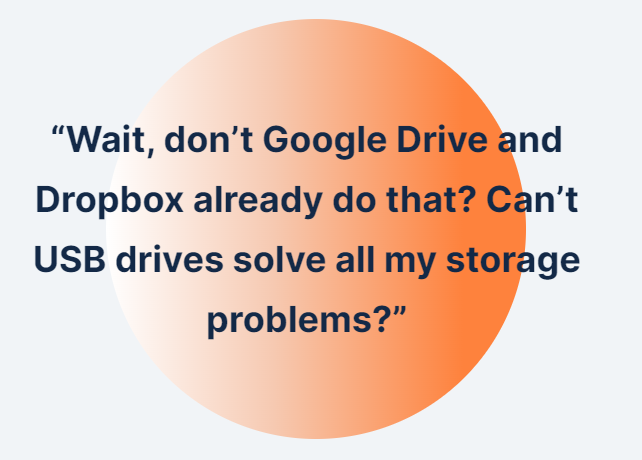 “Wait, don’t Google Drive and
Dropbox already do that? Can’t
USB drives solve all my storage
problems?”